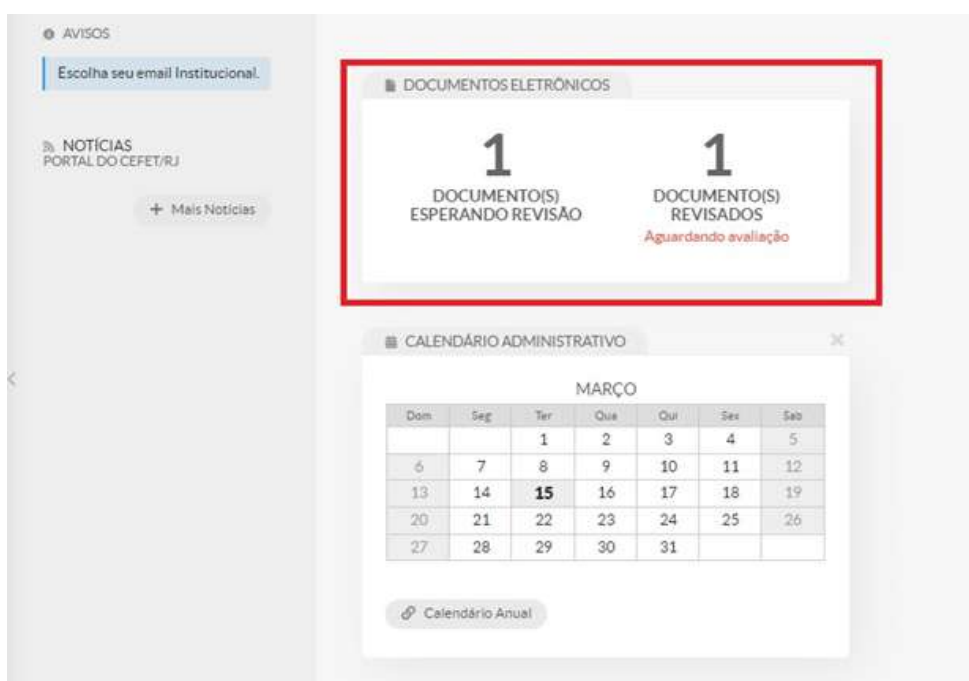 AVISOS
Escolha seu email Institucional.
NOTÍCIAS
PORTAL DO CEFET/RJ
+ Mais Notícias
DOCUMENTOS ELETRÔNICOS
1
DOCUMENTO(S)
ESPERANDO REVISÃO
1
DOCUMENTO(S)
REVISADOS
Aguardando avaliação
CALENDÁRIO ADMINISTRATIVO
MARÇO
Dom Seg Ter Qua Qui Sex Sab
1 2 3 4 5
6 7 8 9 10 11 12
13 14 15 16 17 18 19
20 21 22 23 24 25 26
27 28 29 30 31
Calendário Anual